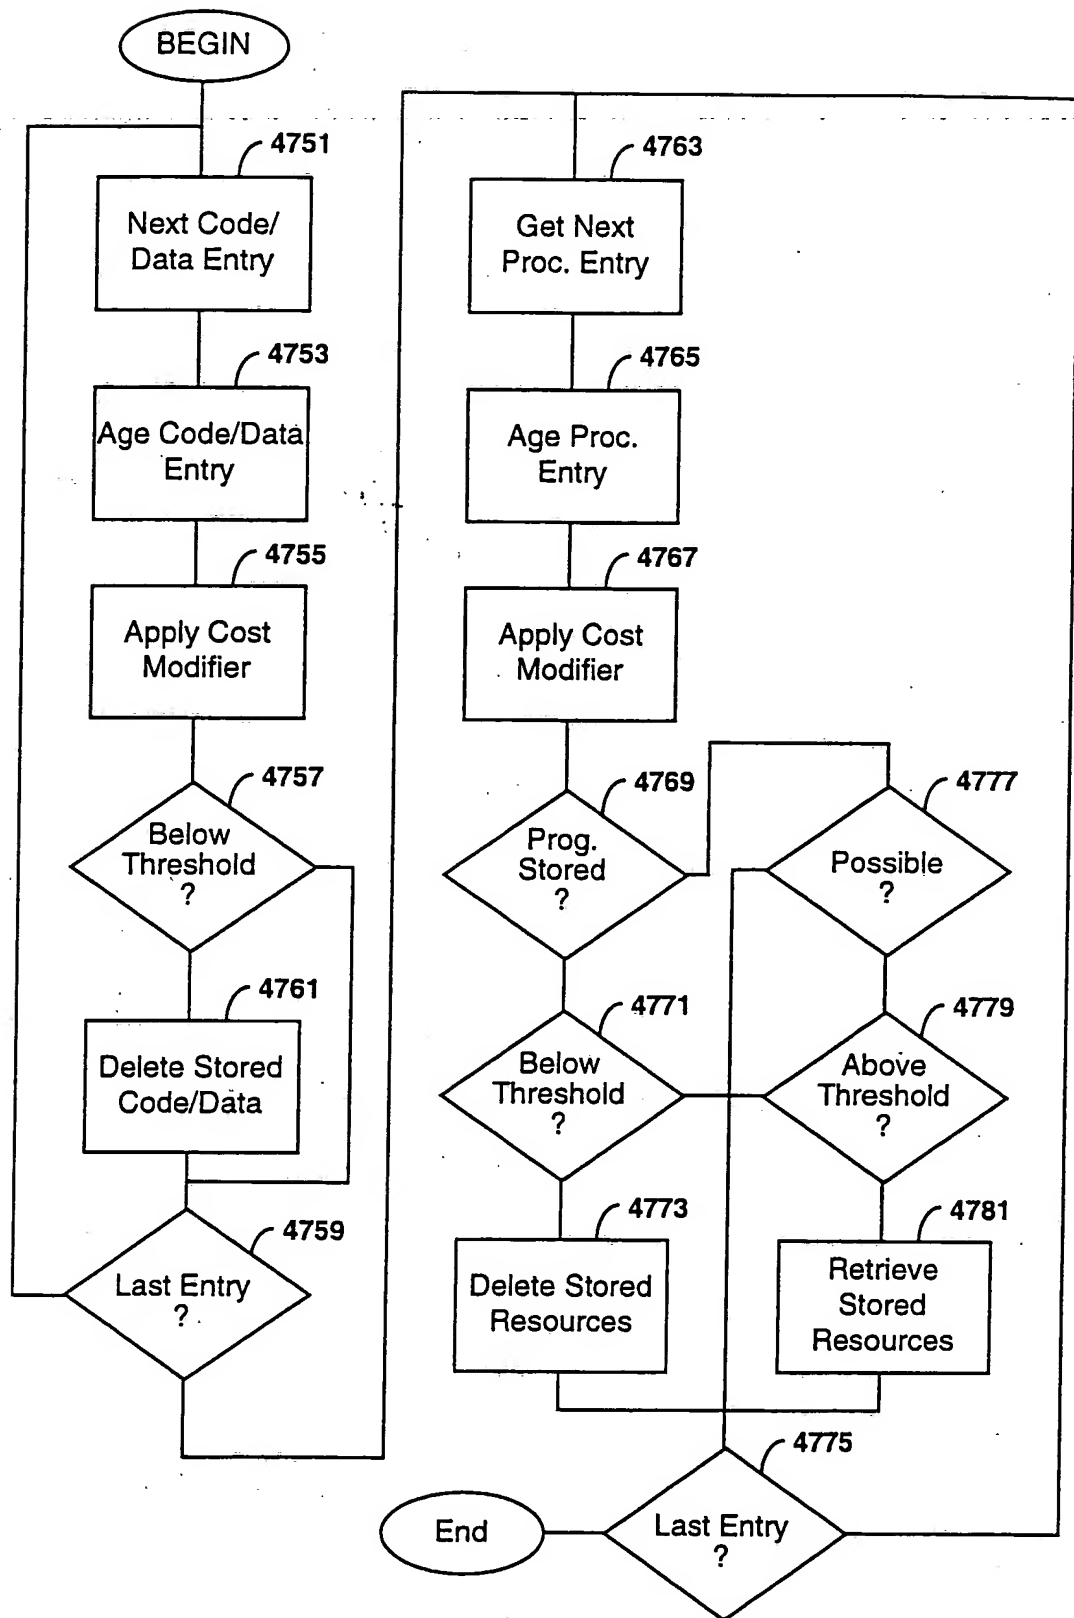 BEGIN
4751
Next Code/
Data Entry
4753
Age Code/Data
Entry
4755
Apply Cost
Modifier
4757
Below
Threshold
?
4761
Delete Stored
Code/Data
4759
Last Entry
?
4763
Get Next
Proc. Entry
4765
Age Proc.
Entry
4767
Apply Cost
Modifier
4769
Prog.
Stored
?
4771
Below
Threshold
?
4773
Delete Stored
Resources
4777
Possible
?
4779
Above
Threshold
?
4781
Retrieve
Stored
Resources
4775
Last Entry
?
End